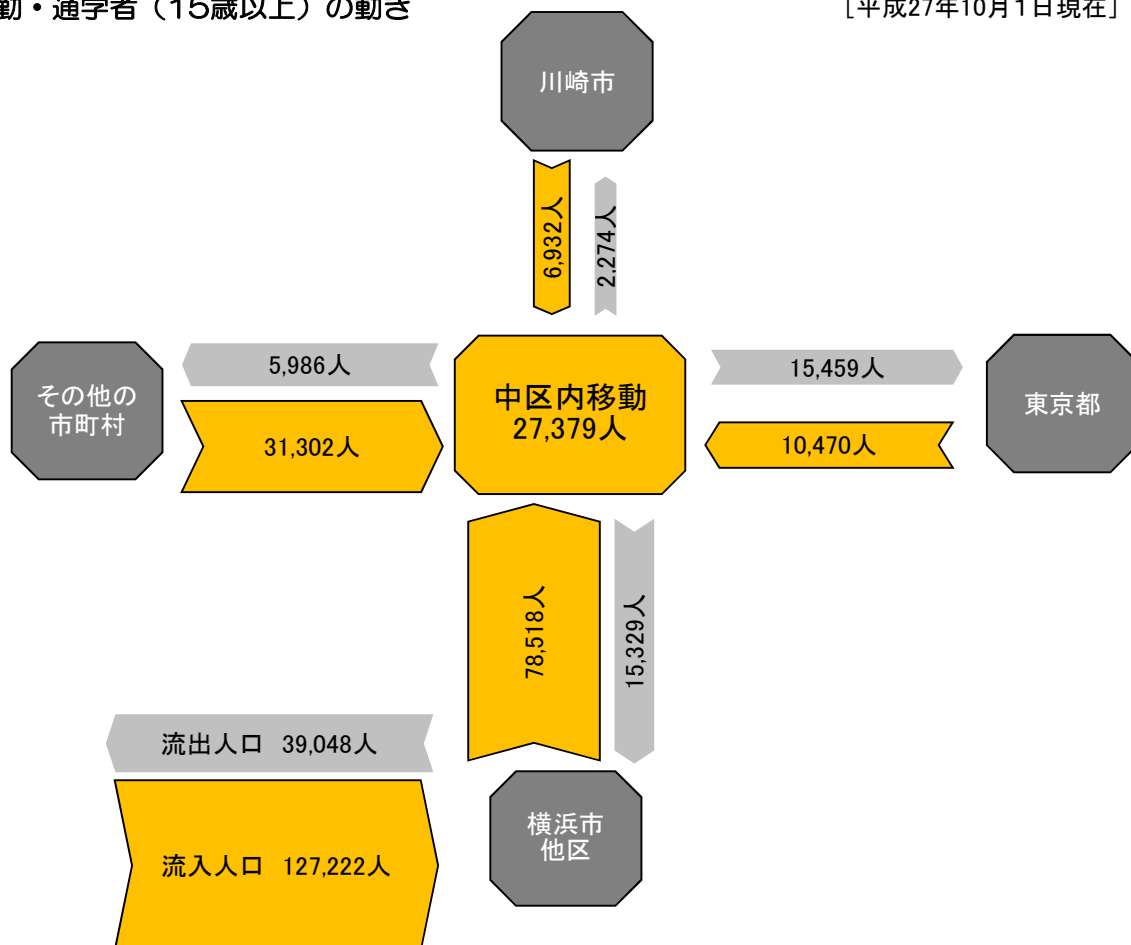 勤・通学者（15歳以上）の動き
［平成27年10月1日現在］
川崎市
6,932人
2,274人
その他の
市町村
5,986人
31,302人
中区内移動
27,379人
15,459人
10,470人
東京都
78,518人
15,329人
流出人口 39,048人
流入人口 127,222人
横浜市
他区